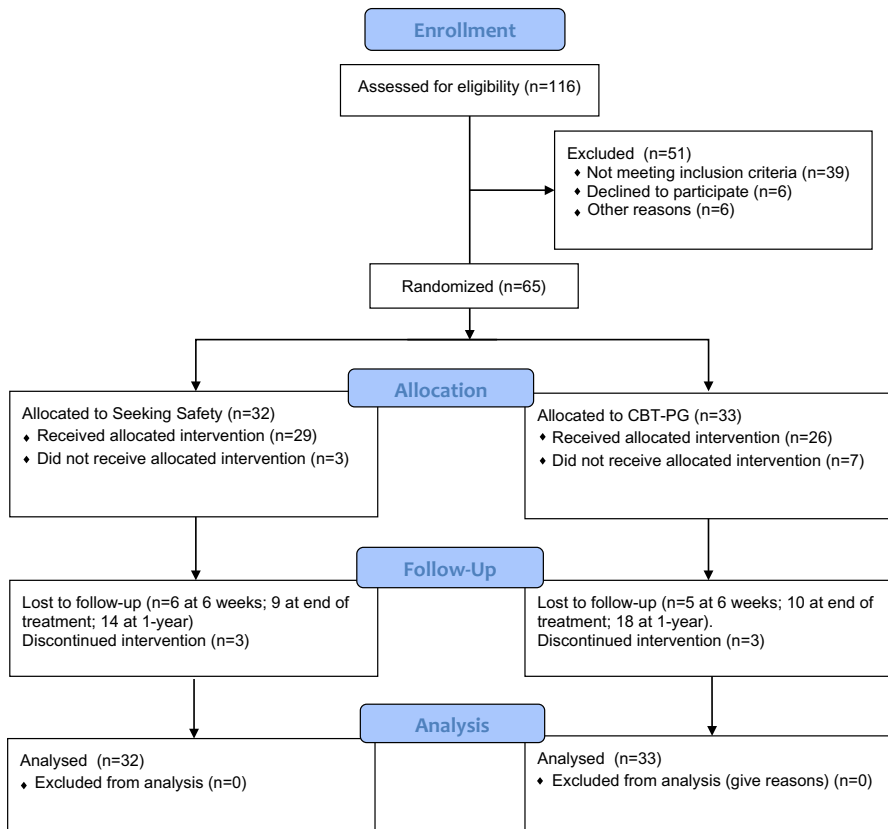 Enrollment
Assessed for eligibility (n=116)
Excluded (n=51)
♦ Not meeting inclusion criteria (n=39)
♦ Declined to participate (n=6)
♦ Other reasons (n=6)
Randomized (n=65)
Allocation
Allocated to Seeking Safety (n=32)
♦ Received allocated intervention (n=29)
♦ Did not receive allocated intervention (n=3)
Allocated to CBT-PG (n=33)
♦ Received allocated intervention (n=26)
♦ Did not receive allocated intervention (n=7)
Follow-Up
Lost to follow-up (n=6 at 6 weeks; 9 at end of
treatment; 14 at 1-year)
Discontinued intervention (n=3)
Lost to follow-up (n=5 at 6 weeks; 10 at end of
treatment; 18 at 1-year).
Discontinued intervention (n=3)
Analysis
Analysed (n=32)
♦ Excluded from analysis (n=0)
Analysed (n=33)
♦ Excluded from analysis (give reasons) (n=0)